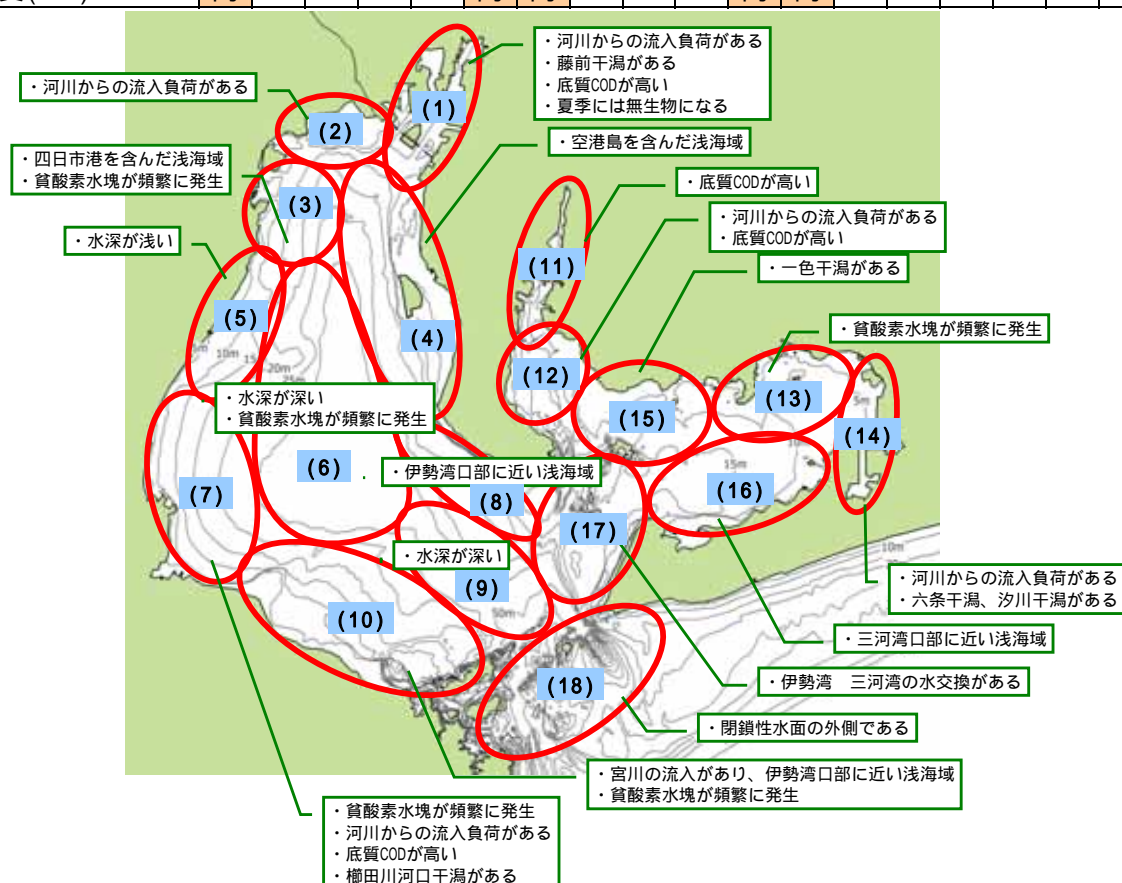 ・河川からの流入負荷がある
・藤前干潟がある
・底質CODが高い
・夏季には無生物になる
・河川からの流入負荷がある
(1)
(2)
・空港島を含んだ浅海域
・四日市港を含んだ浅海域
・貧酸素水塊が頻繁に発生
・底質CODが高い
(3)
・河川からの流入負荷がある
・底質CODが高い
・水深が浅い
・一色干潟がある
(11)
(5)
(4)
・貧酸素水塊が頻繁に発生
10m
15
20m
25m
(12)
(13)
5m
・水深が深い
・貧酸素水塊が頻繁に発生
(15)
(14)
(6)
・伊勢湾口部に近い浅海域
15m
10
(7)
(8)
(16)
(17)
・水深が深い
10m
(9)
・河川からの流入負荷がある
・六条干潟、汐川干潟がある
(10)
50m
・三河湾口部に近い浅海域
(18)
・伊勢湾 三河湾の水交換がある
・閉鎖性水面の外側である
・宮川の流入があり、伊勢湾口部に近い浅海域
・貧酸素水塊が頻繁に発生
・貧酸素水塊が頻繁に発生
・河川からの流入負荷がある
・底質CODが高い
・櫛田川河口干潟がある